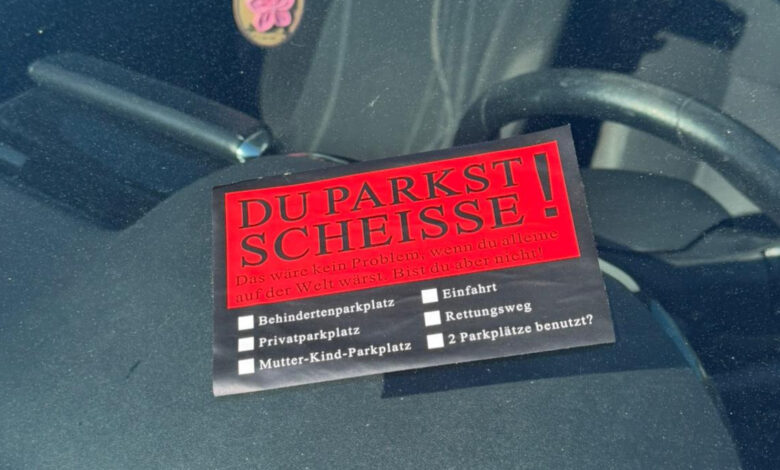 DU PARKST
SCHEISSE!
Das wäre kein Problem, wenn du alleine
auf der Welt wärst. Bist du aber nicht!
Behindertenparkplatz
Privatparkplatz
Mutter-Kind-Parkplatz
Einfahrt
Rettungsweg
2 Parkplätze benutzt?